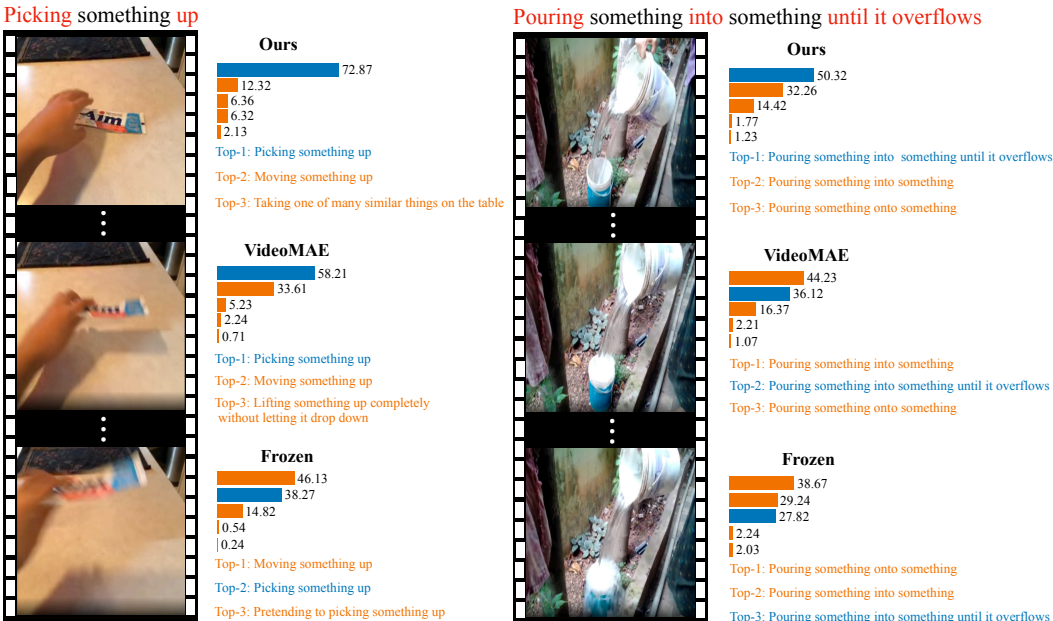 Picking something up
Ours
72.87
12.32
6.36
6.32
2.13
Top-1: Picking something up
Top-2: Moving something up
Top-3: Taking one of many similar things on the table
Aim
VideoMAE
58.21
33.61
5.23
2.24
0.71
Top-1: Picking something up
Top-2: Moving something up
Top-3: Lifting something up completely
without letting it drop down
Frozen
46.13
38.27
14.82
0.54
0.24
Top-1: Moving something up
Top-2: Picking something up
Top-3: Pretending to picking something up
Pouring something into something until it overflows
Ours
50.32
32.26
14.42
1.77
1.23
Top-1: Pouring something into something until it overflows
Top-2: Pouring something into something
Top-3: Pouring something onto something
VideoMAE
44.23
36.12
16.37
2.21
1.07
Top-1: Pouring something into something
Top-2: Pouring something into something until it overflows
Top-3: Pouring something onto something
Frozen
38.67
29.24
27.82
2.24
2.03
Top-1: Pouring something onto something
Top-2: Pouring something into something
Top-3: Pouring something into something until it overflows